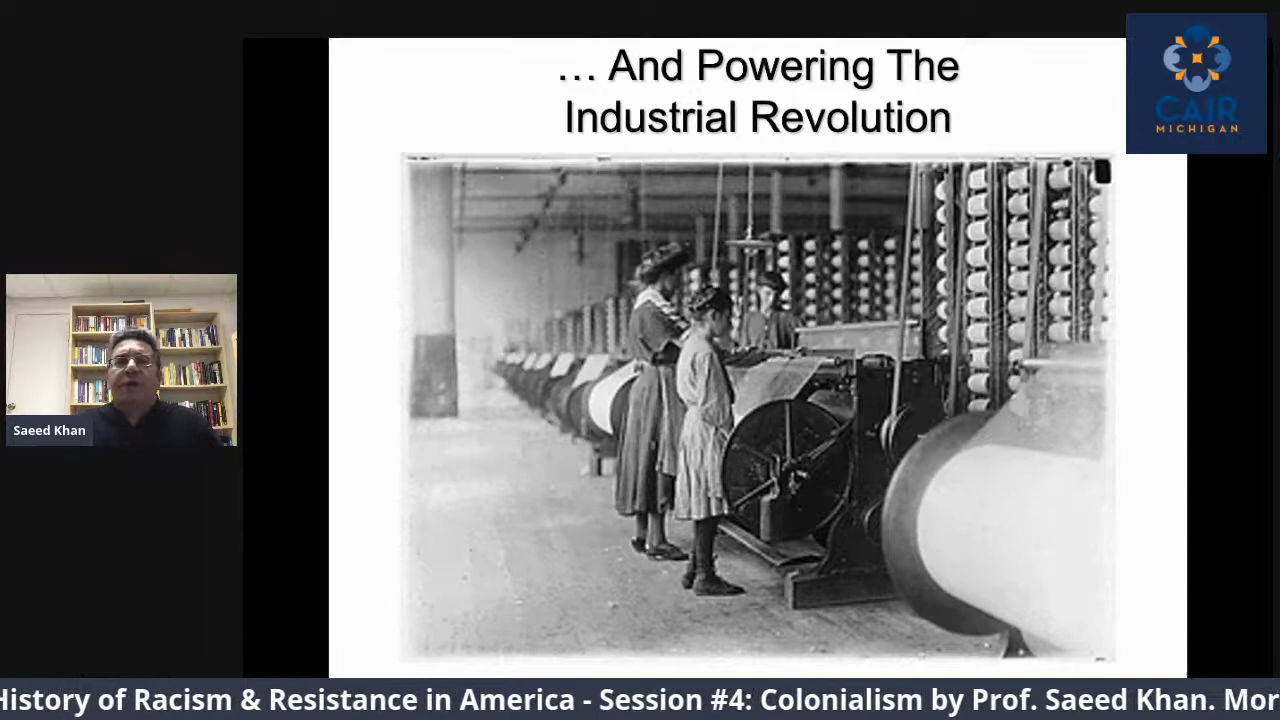 … And Powering The
Industrial Revolution
CAIR
MICHIGAN
Saeed Khan
History of Racism & Resistance in America - Session #4: Colonialism by Prof. Saeed Khan. Mor